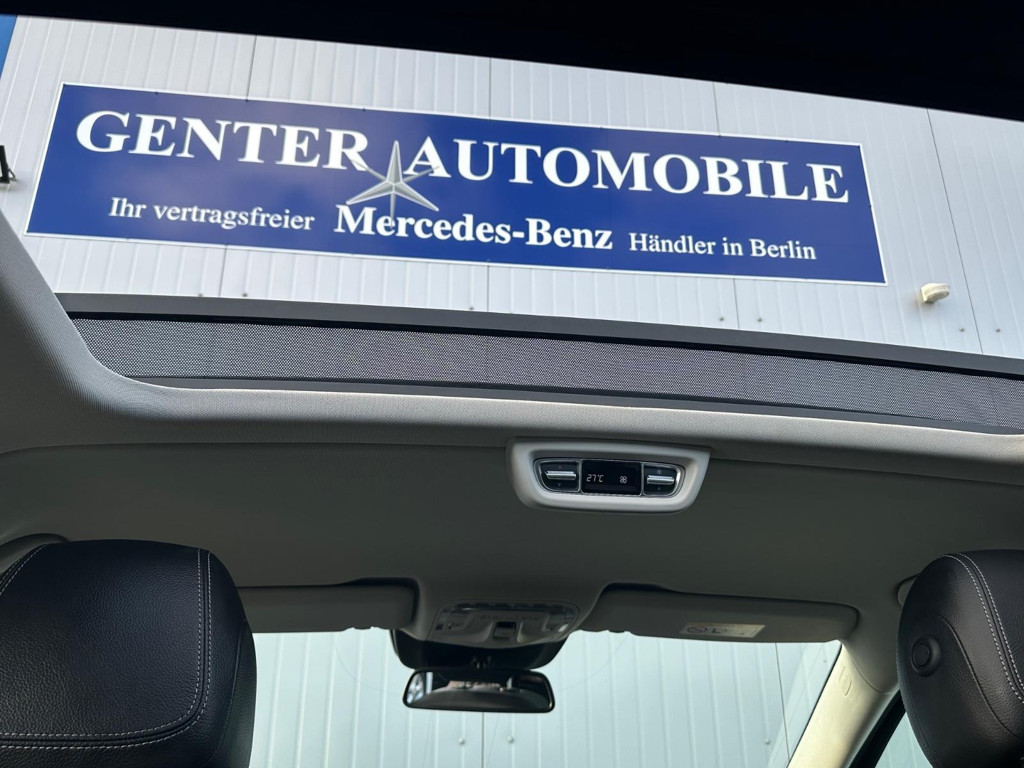 GENTER AUTOMOBILE
Ihr vertragsfreier Mercedes-Benz Händler in Berlin
27°C